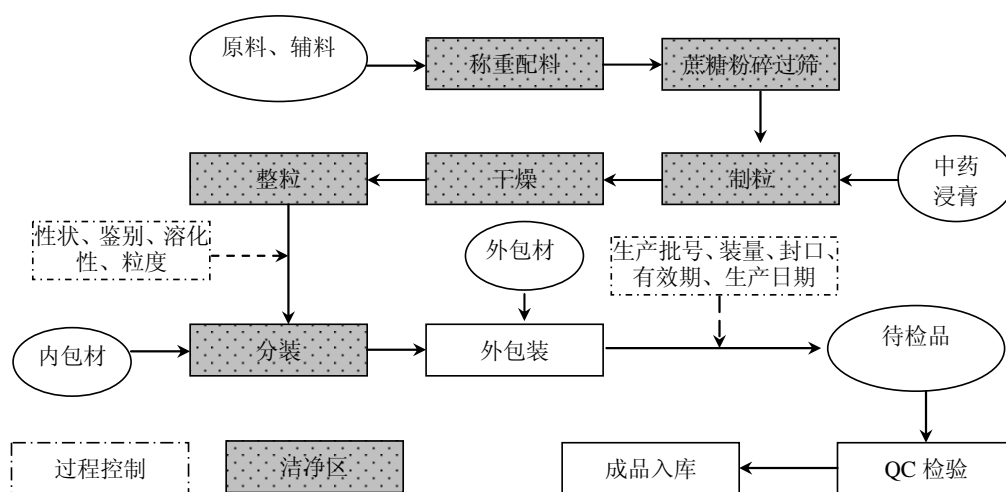 原料、辅料
称重配料
蔗糖粉碎过筛
整粒
干燥
制粒
中药
浸膏
性状、鉴别、溶化
性、粒度
外包材
生产批号、装量、封口、
有效期、生产日期
内包材
分装
外包装
待检品
过程控制
洁净区
成品入库
QC 检验